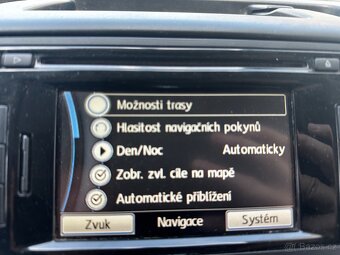 Možnosti trasy
Hlasitost navigačních pokynů
Den/Noc Automaticky
Zobr. zvl. cíle na mapě
Automatické přiblížení
Zvuk Navigace Systém